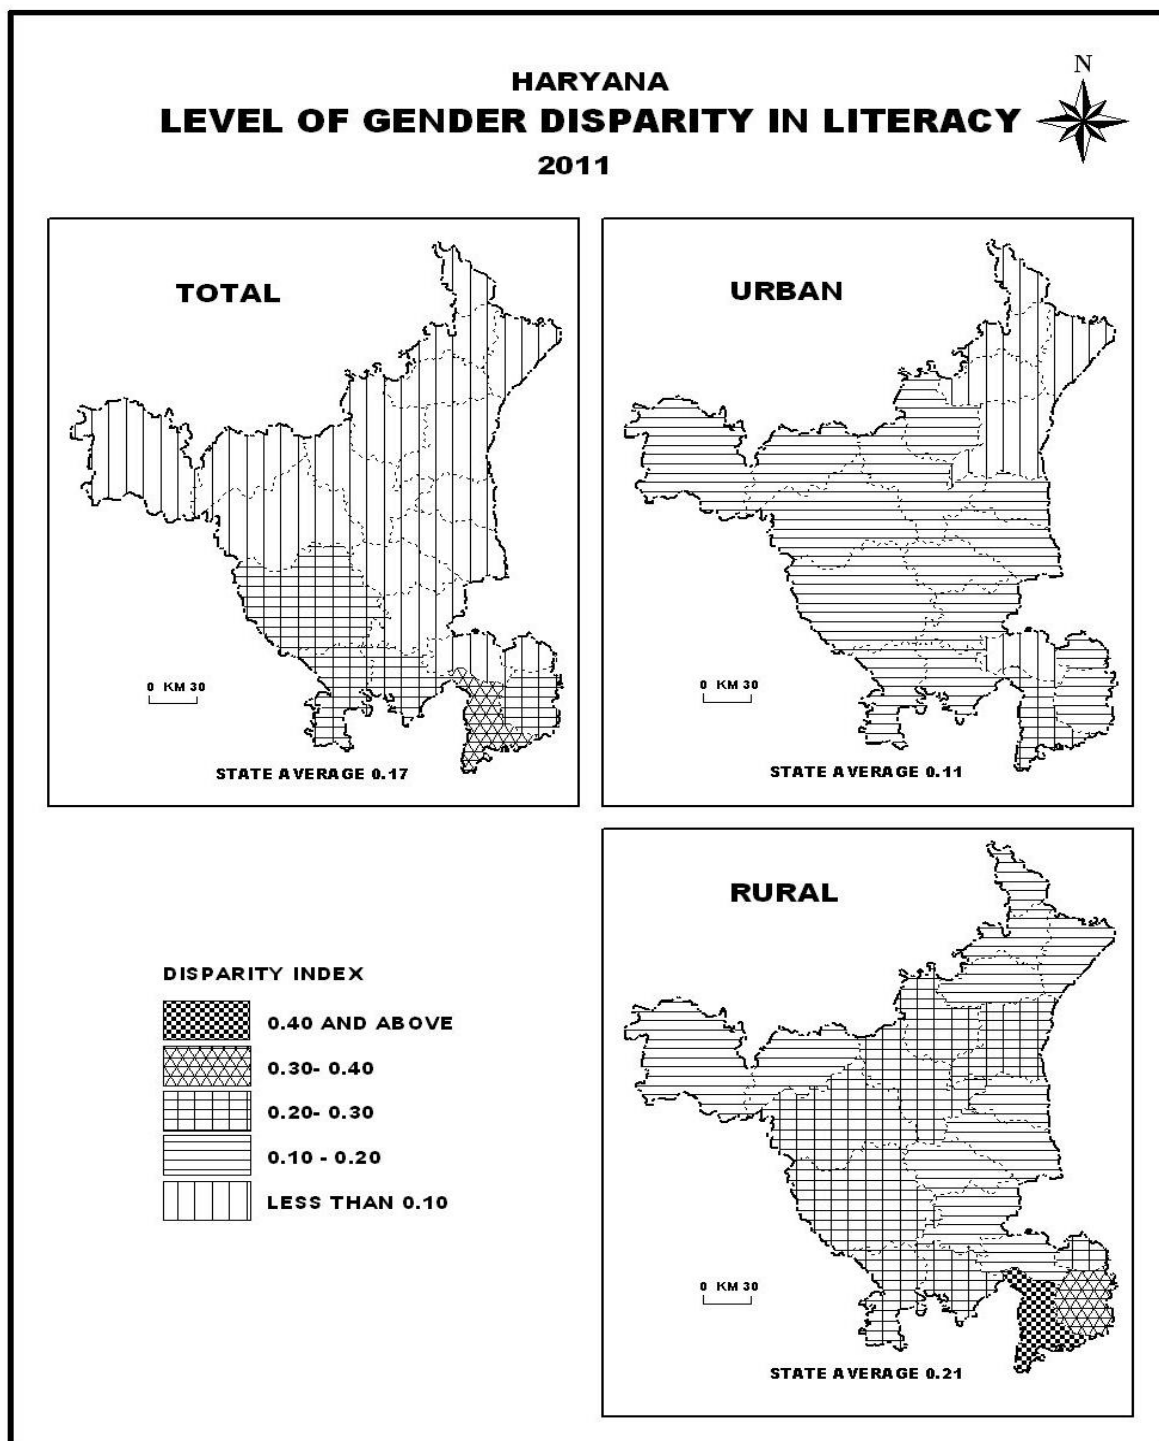 HARYANA
LEVEL OF GENDER DISPARITY IN LITERACY
2011
N
TOTAL
0 KM 30
STATE AVERAGE 0.17
URBAN
0 KM 30
STATE AVERAGE 0.11
RURAL
0 KM 30
STATE AVERAGE 0.21
DISPARITY INDEX
0.40 AND ABOVE
0.30- 0.40
0.20- 0.30
0.10 - 0.20
LESS THAN 0.10